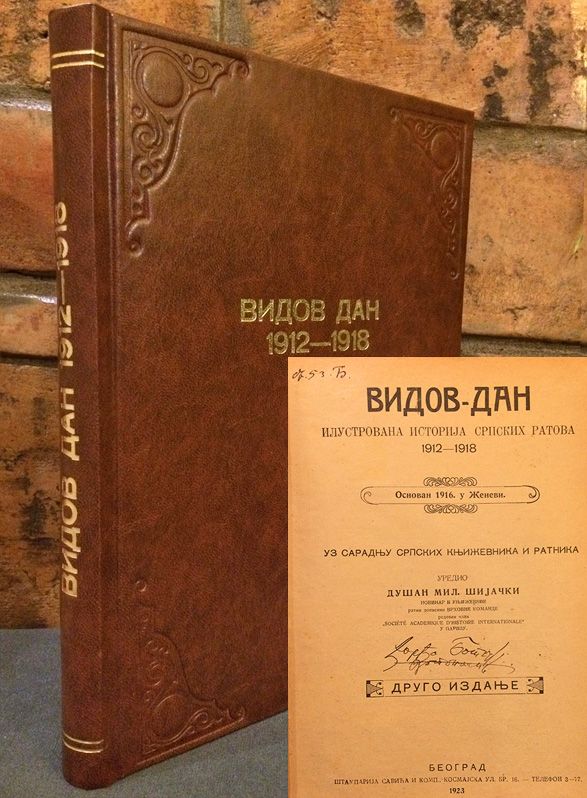 ВИДОВ ДАН
1912—1918
ВИДОВ ДАН 1912—1918
ВИДОВ-ДАН
ИЛУСТРОВАНА ИСТОРИЈА СРПСКИХ РАТОВА
1912—1918
Основан 1916. у Женеви.
УЗ САРАДЊУ СРПСКИХ КЊИЖЕВНИКА И РАТНИКА
УРЕДИО
ДУШАН МИЛ. ШИЈАЧКИ
НОВИНАР И КЊИЖЕВНИК
ратни дописник ВРХОВНЕ КОМАНДЕ
редовни члан
„SOCIÉTÉ ACADEMIQUE D'HISTOIRE INTERNATIONALE"
У ПАРИЗУ.
ДРУГО ИЗДАЊЕ
БЕОГРАД
ШТАМПАРИЈА САВИЋА И КОМП., КОСМАЈСКА УЛ. БР. 16. — ТЕЛЕФОН 3—77.
1923